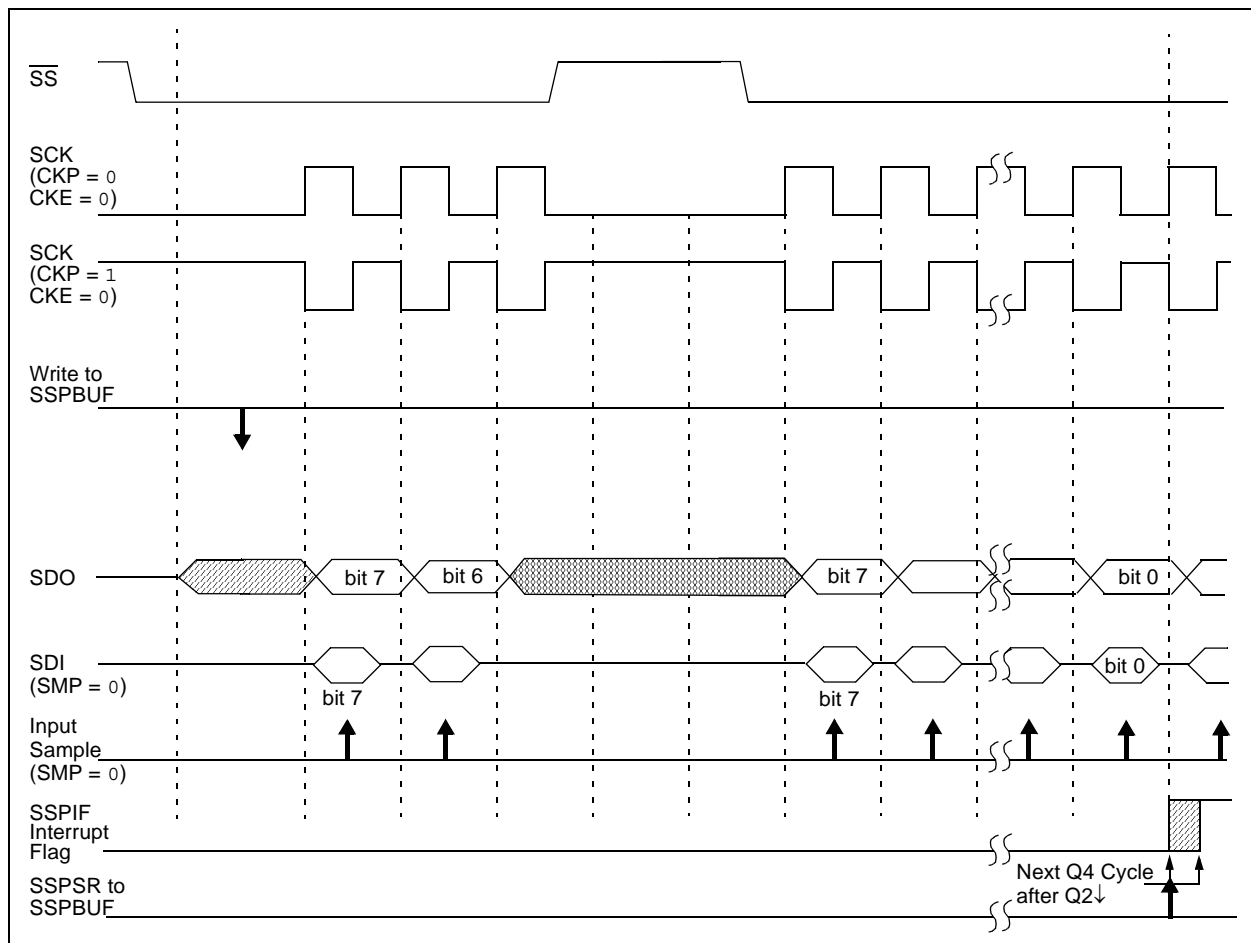 SS
SCK
(CKP = 0
CKE = 0)
SCK
(CKP = 1
CKE = 0)
Write to
SSPBUF
SDO
bit 7
bit 6
bit 7
bit 0
SDI
(SMP = 0)
bit 7
bit 7
bit 0
Input
Sample
(SMP = 0)
SSPIF
Interrupt
Flag
Next Q4 Cycle
after Q2↓
SSPSR to
SSPBUF